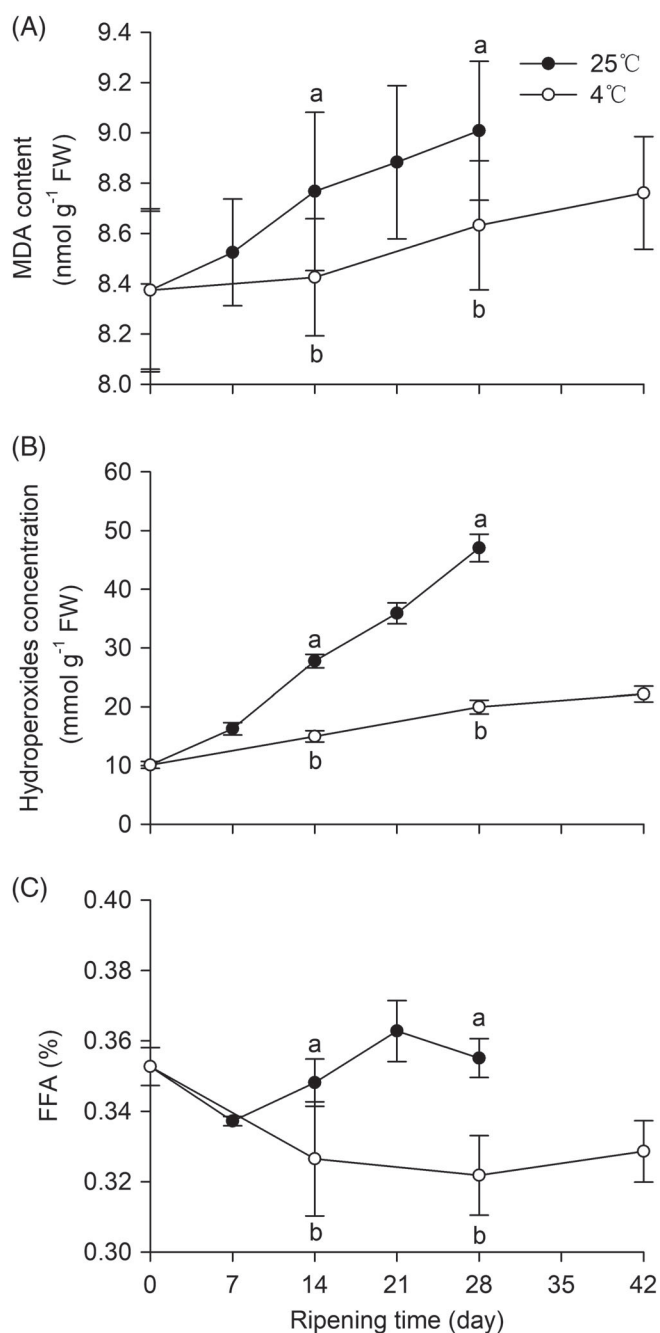 (A)
9.4
9.2
9.0
8.8
8.6
8.4
8.2
8.0
MDA content
(nmol g⁻¹ FW)
a
a
b
b
25℃
4℃
(B)
60
50
40
30
20
10
0
Hydroperoxides concentration
(mmol g⁻¹ FW)
a
a
b
b
(C)
0.40
0.38
0.36
0.34
0.32
0.30
FFA (%)
a
a
b
b
0 7 14 21 28 35 42
Ripening time (day)